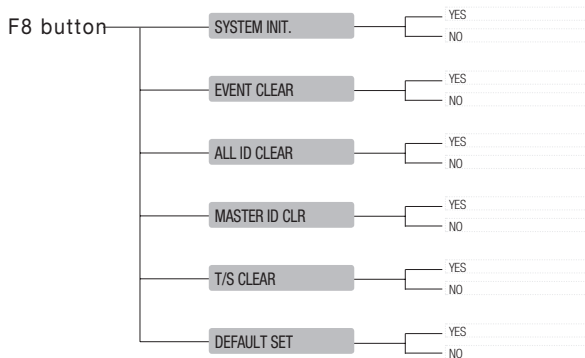 F8 button
SYSTEM INIT.
YES
NO
EVENT CLEAR
YES
NO
ALL ID CLEAR
YES
NO
MASTER ID CLR
YES
NO
T/S CLEAR
YES
NO
DEFAULT SET
YES
NO